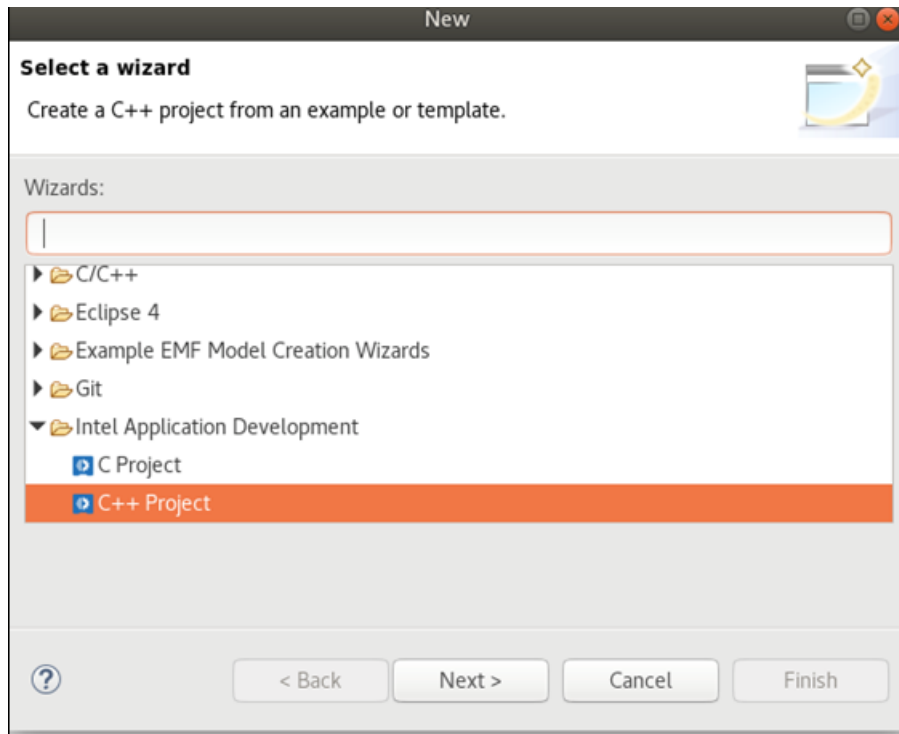 New
Select a wizard
Create a C++ project from an example or template.
Wizards:
C/C++
Eclipse 4
Example EMF Model Creation Wizards
Git
Intel Application Development
C Project
C++ Project
? < Back Next > Cancel Finish